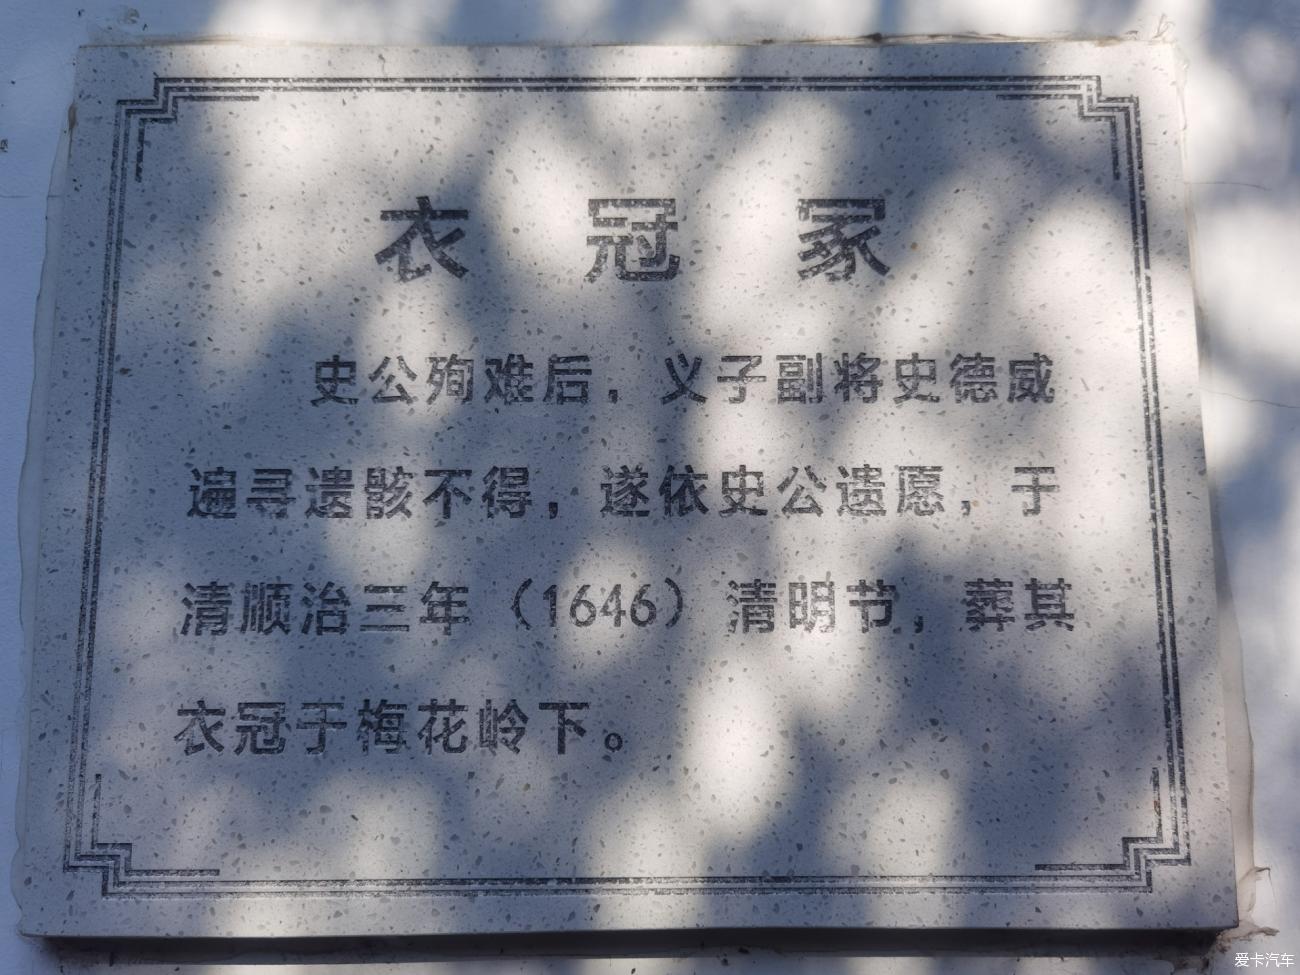 衣冠冢
史公殉难后，义子副将史德威
遍寻遗骸不得，遂依史公遗愿，于
清顺治三年（1646）清明节，葬其
衣冠于梅花岭下。
爱卡汽车